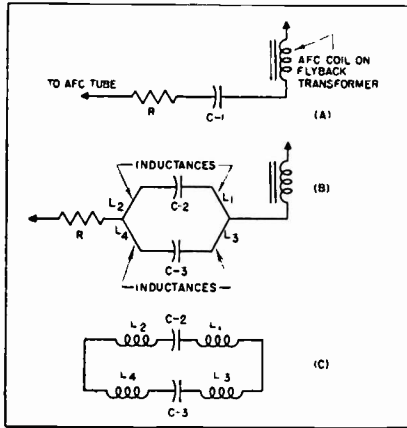 AFC COIL ON
FLYBACK
TRANSFORMER
TO AFC TUBE
R
C-1
(A)
INDUCTANCES
L2
C-2
L1
(B)
R
L4
C-3
L3
INDUCTANCES
L2
C-2
L1
(C)
L4
C-3
L3